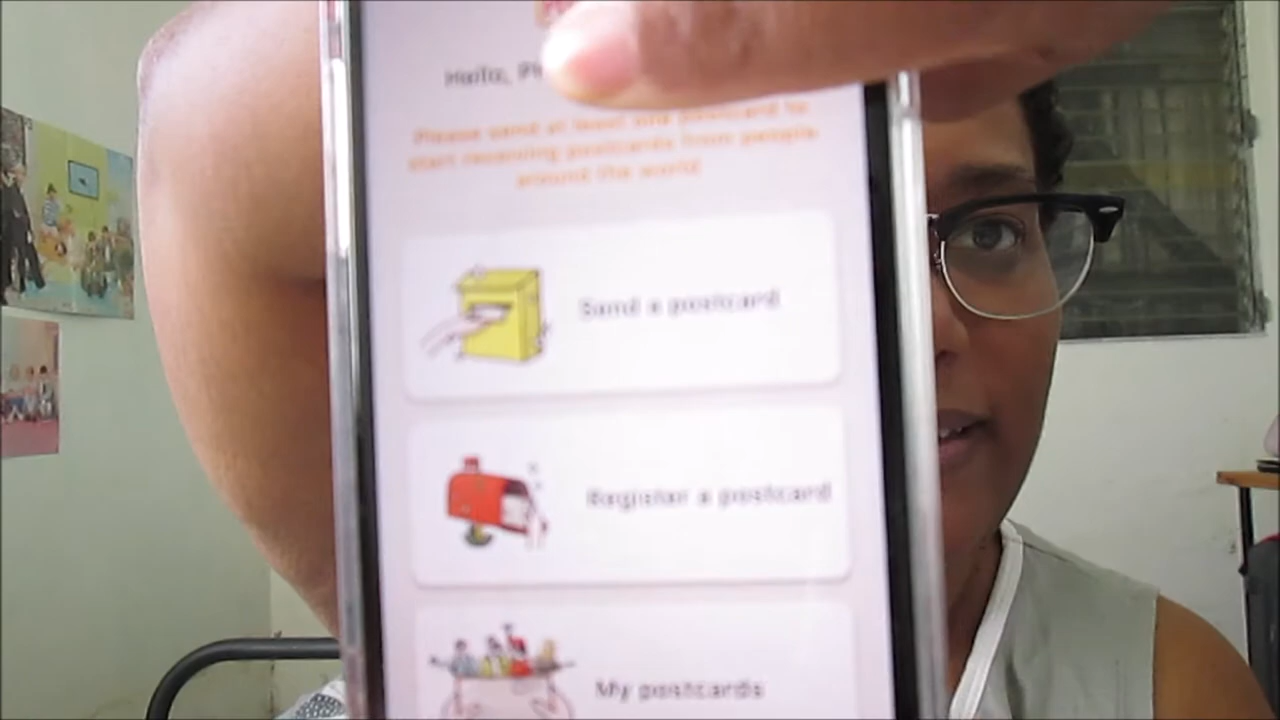 Hello,
Please send at least one postcard to
start receiving postcards from people
around the world
Send a postcard
Register a postcard
My postcards